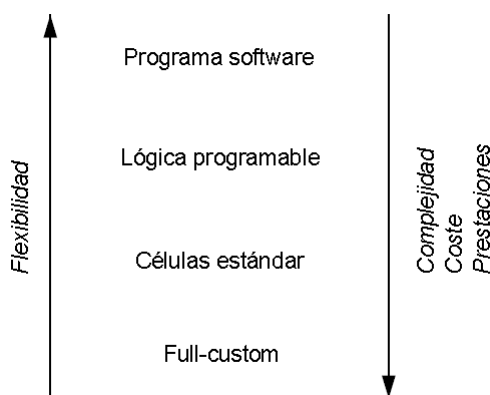 Programa software
Lógica programable
Células estándar
Full-custom
Flexibilidad
Complejidad
Coste
Prestaciones